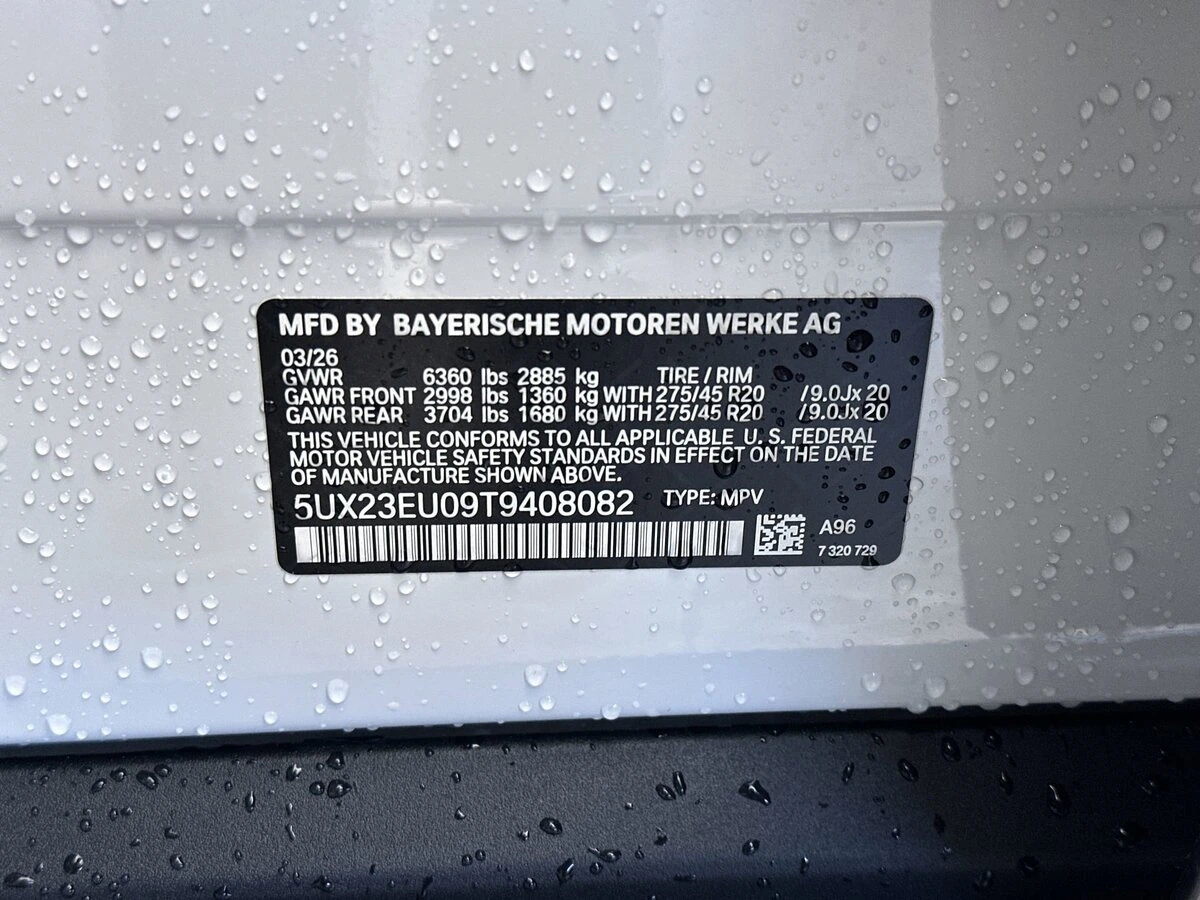 MFD BY BAYERISCHE MOTOREN WERKE AG
03/26
GVWR 6360 lbs 2885 kg TIRE / RIM
GAWR FRONT 2998 lbs 1360 kg WITH 275/45 R20 /9.0Jx 20
GAWR REAR 3704 lbs 1680 kg WITH 275/45 R20 /9.0Jx 20
THIS VEHICLE CONFORMS TO ALL APPLICABLE U. S. FEDERAL
MOTOR VEHICLE SAFETY STANDARDS IN EFFECT ON THE DATE
OF MANUFACTURE SHOWN ABOVE.
5UX23EU09T9408082 TYPE: MPV
A96
7 320 729